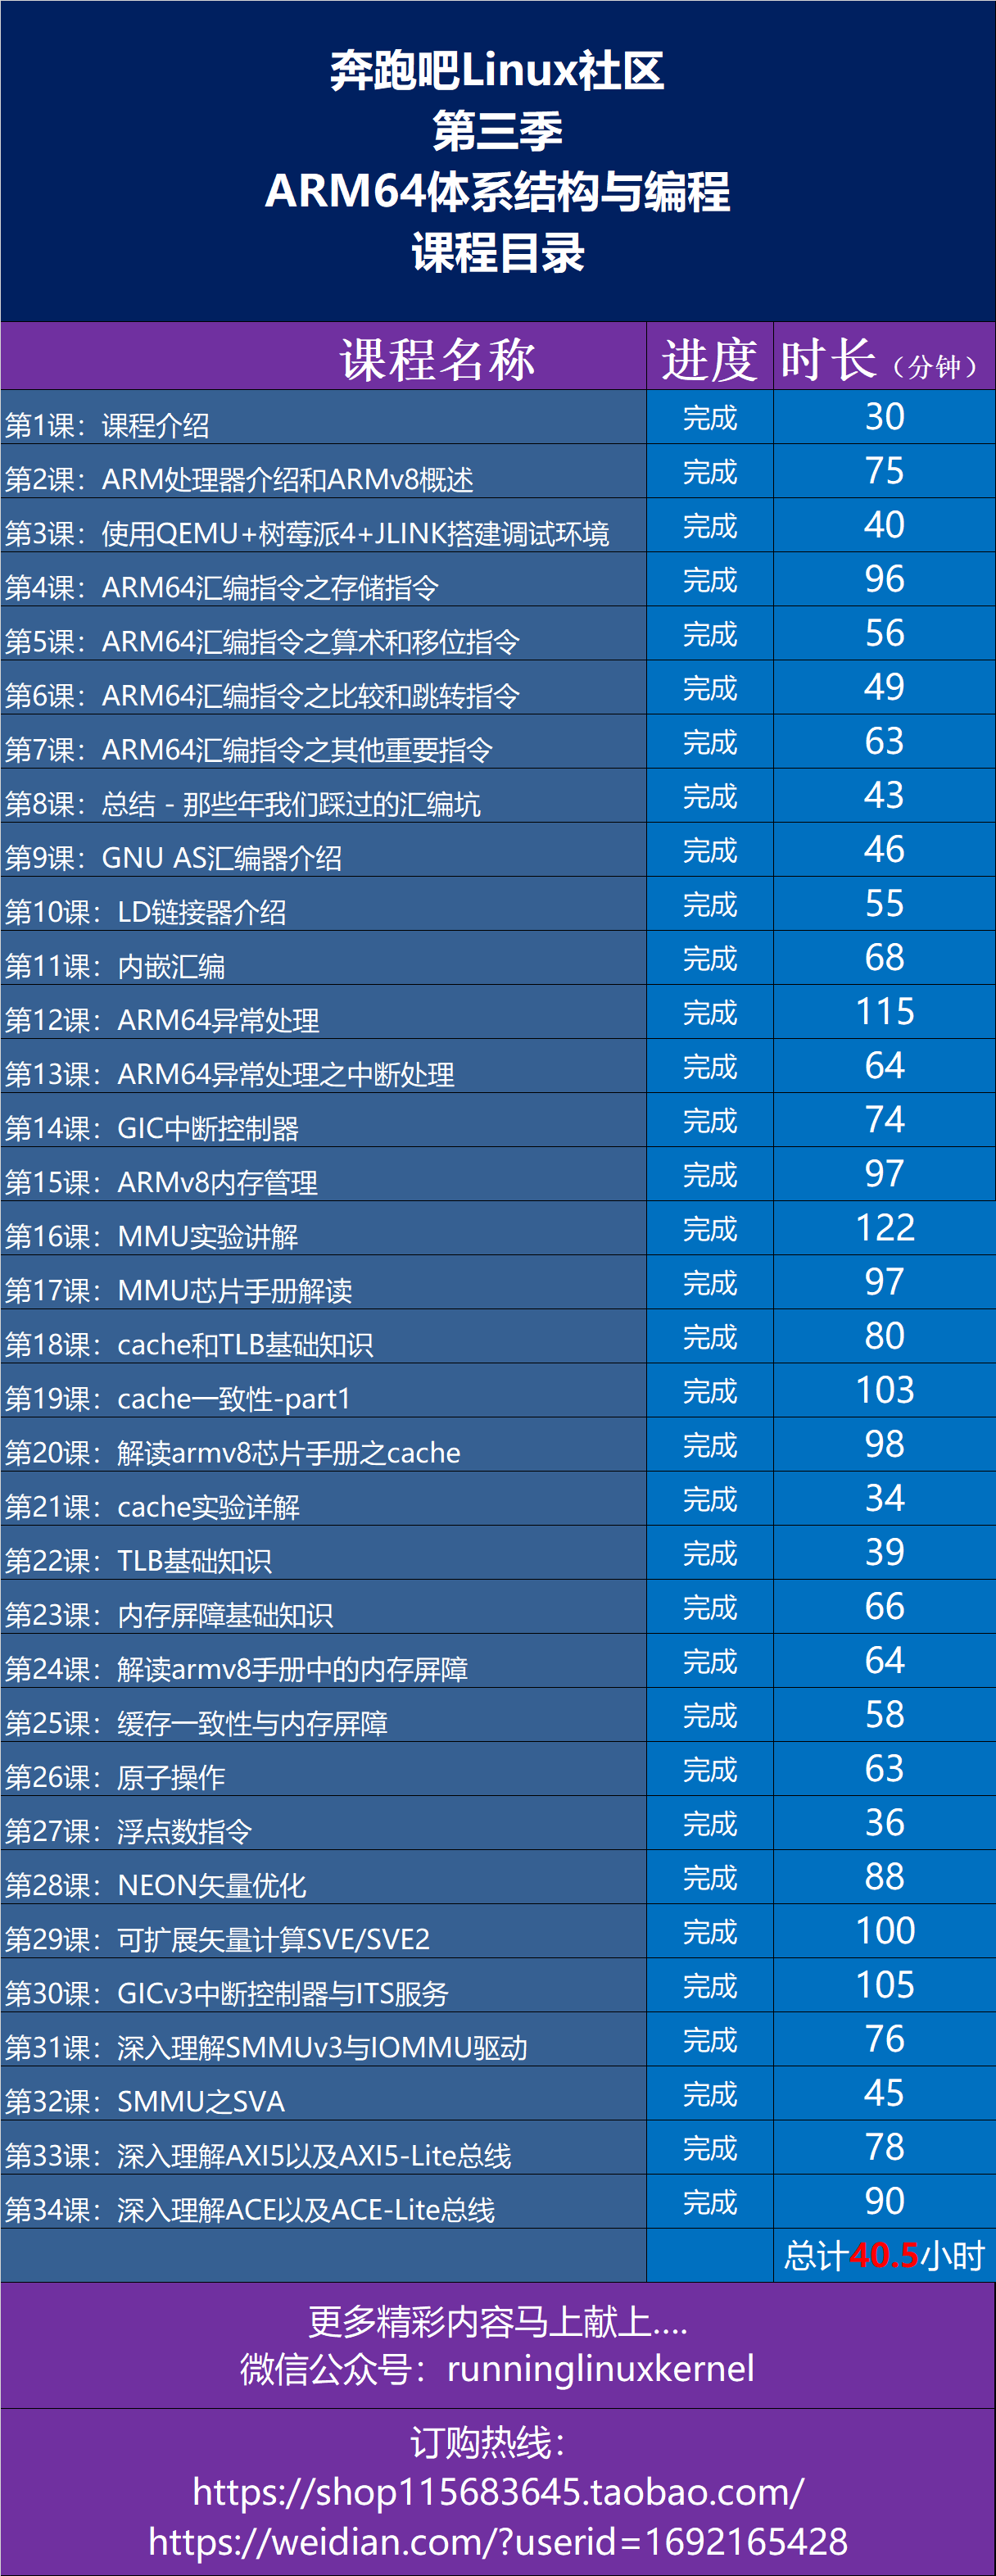 奔跑吧Linux社区
第三季
ARM64体系结构与编程
课程目录
课程名称 进度 时长（分钟）
第1课：课程介绍 完成 30
第2课：ARM处理器介绍和ARMv8概述 完成 75
第3课：使用QEMU+树莓派4+JLINK搭建调试环境 完成 40
第4课：ARM64汇编指令之存储指令 完成 96
第5课：ARM64汇编指令之算术和移位指令 完成 56
第6课：ARM64汇编指令之比较和跳转指令 完成 49
第7课：ARM64汇编指令之其他重要指令 完成 63
第8课：总结 - 那些年我们踩过的汇编坑 完成 43
第9课：GNU AS汇编器介绍 完成 46
第10课：LD链接器介绍 完成 55
第11课：内嵌汇编 完成 68
第12课：ARM64异常处理 完成 115
第13课：ARM64异常处理之中断处理 完成 64
第14课：GIC中断控制器 完成 74
第15课：ARMv8内存管理 完成 97
第16课：MMU实验讲解 完成 122
第17课：MMU芯片手册解读 完成 97
第18课：cache和TLB基础知识 完成 80
第19课：cache一致性-part1 完成 103
第20课：解读armv8芯片手册之cache 完成 98
第21课：cache实验详解 完成 34
第22课：TLB基础知识 完成 39
第23课：内存屏障基础知识 完成 66
第24课：解读armv8手册中的内存屏障 完成 64
第25课：缓存一致性与内存屏障 完成 58
第26课：原子操作 完成 63
第27课：浮点数指令 完成 36
第28课：NEON矢量优化 完成 88
第29课：可扩展矢量计算SVE/SVE2 完成 100
第30课：GICv3中断控制器与ITS服务 完成 105
第31课：深入理解SMMUv3与IOMMU驱动 完成 76
第32课：SMMU之SVA 完成 45
第33课：深入理解AXI5以及AXI5-Lite总线 完成 78
第34课：深入理解ACE以及ACE-Lite总线 完成 90
总计40.5小时
更多精彩内容马上献上....
微信公众号：runninglinuxkernel
订购热线：
https://shop115683645.taobao.com/
https://weidian.com/?userid=1692165428